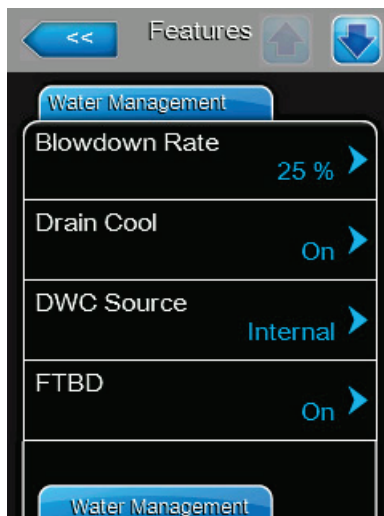 << Features
Water Management
Blowdown Rate
25 %
Drain Cool
On
DWC Source
Internal
FTBD
On
Water Management